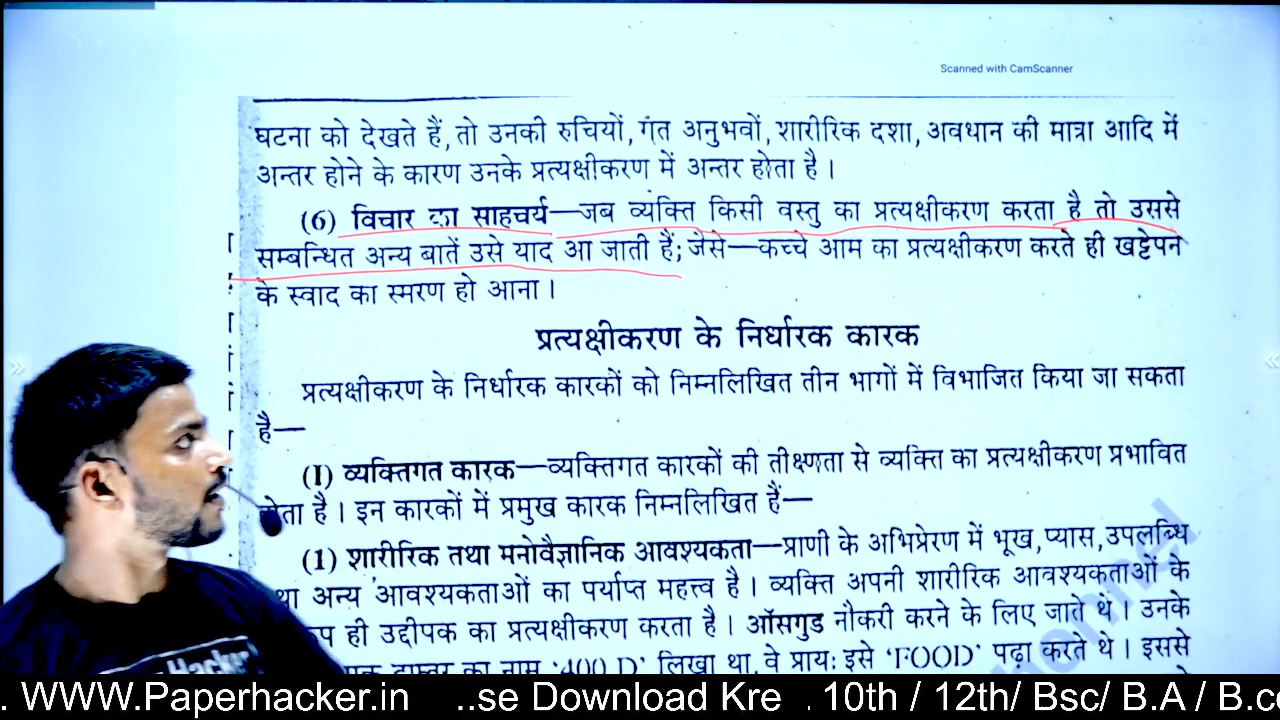 Scanned with CamScanner
घटना को देखते हैं, तो उनकी रुचियों, गत अनुभवों, शारीरिक दशा, अवधान की मात्रा आदि में
अन्तर होने के कारण उनके प्रत्यक्षीकरण में अन्तर होता है।
(6) विचार का साहचर्य—जब व्यक्ति किसी वस्तु का प्रत्यक्षीकरण करता है तो उससे
सम्बन्धित अन्य बातें उसे याद आ जाती हैं; जैसे—कच्चे आम का प्रत्यक्षीकरण करते ही खट्टेपन
के स्वाद का स्मरण हो आना।
प्रत्यक्षीकरण के निर्धारक कारक
प्रत्यक्षीकरण के निर्धारक कारकों को निम्नलिखित तीन भागों में विभाजित किया जा सकता
है—
(I) व्यक्तिगत कारक—व्यक्तिगत कारकों की तीक्ष्णता से व्यक्ति का प्रत्यक्षीकरण प्रभावित
होता है। इन कारकों में प्रमुख कारक निम्नलिखित हैं—
(1) शारीरिक तथा मनोवैज्ञानिक आवश्यकता—प्राणी के अभिप्रेरण में भूख, प्यास, उपलब्धि
अन्य आवश्यकताओं का पर्याप्त महत्त्व है। व्यक्ति अपनी शारीरिक आवश्यकताओं के
ही उद्दीपक का प्रत्यक्षीकरण करता है। ऑसगुड नौकरी करने के लिए जाते थे। उनके
दफ्तर का नाम '400 D' लिखा था, वे प्रायः इसे 'FOOD' पढ़ा करते थे। इससे
Hacker
. WWW.Paperhacker.in ..se Download Kre . 10th / 12th/ Bsc/ B.A / B.c